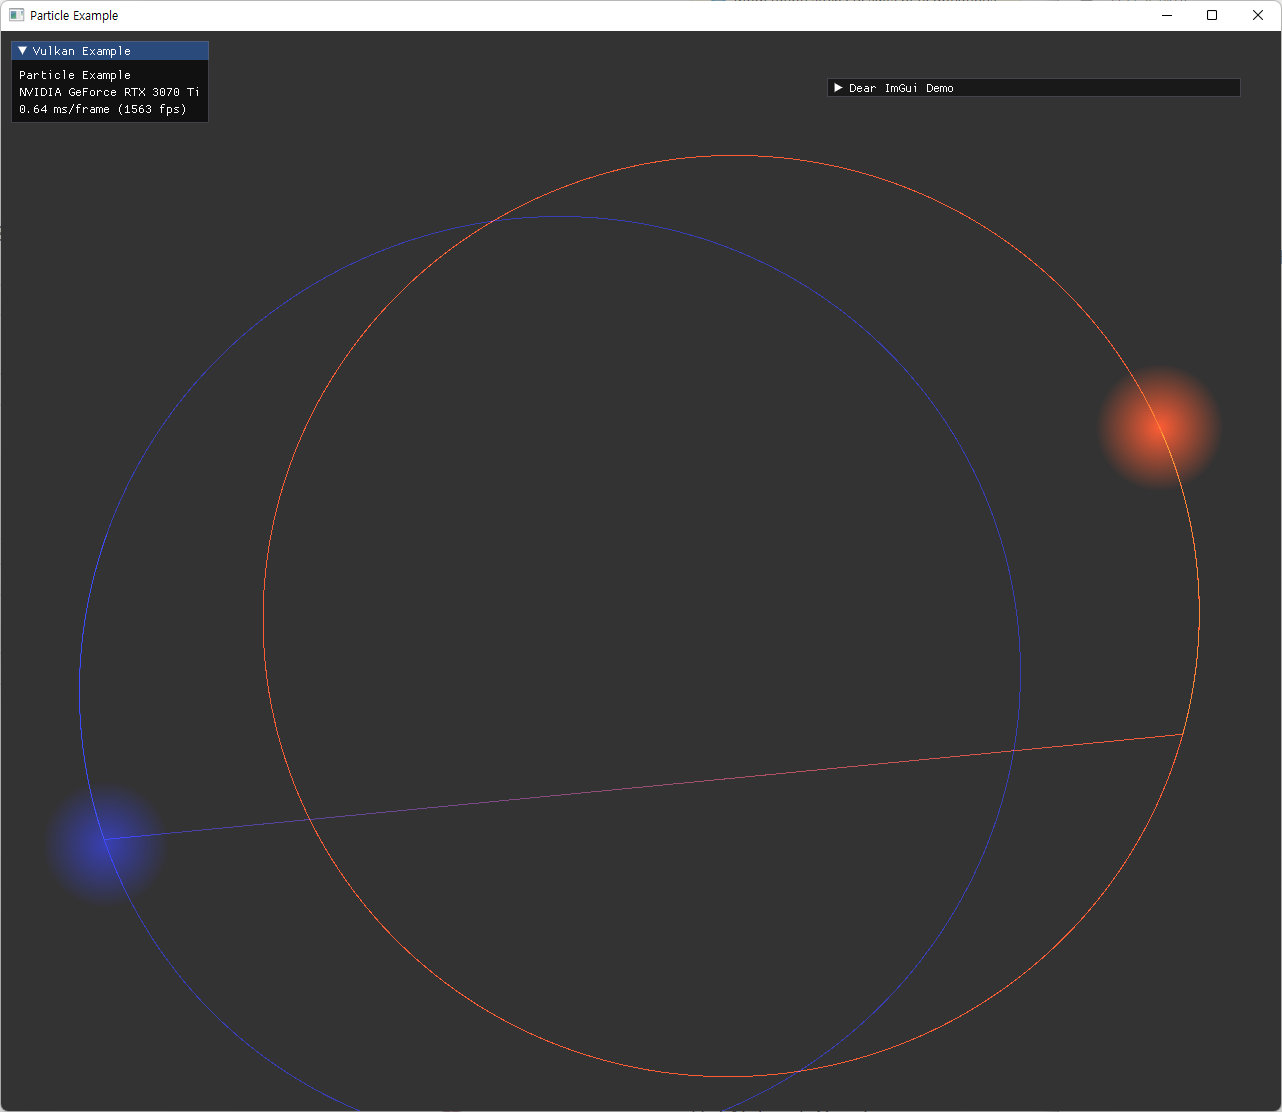 Particle Example
Vulkan Example
Particle Example
NVIDIA GeForce RTX 3070 Ti
0.64 ms/frame (1563 fps)
Dear ImGui Demo